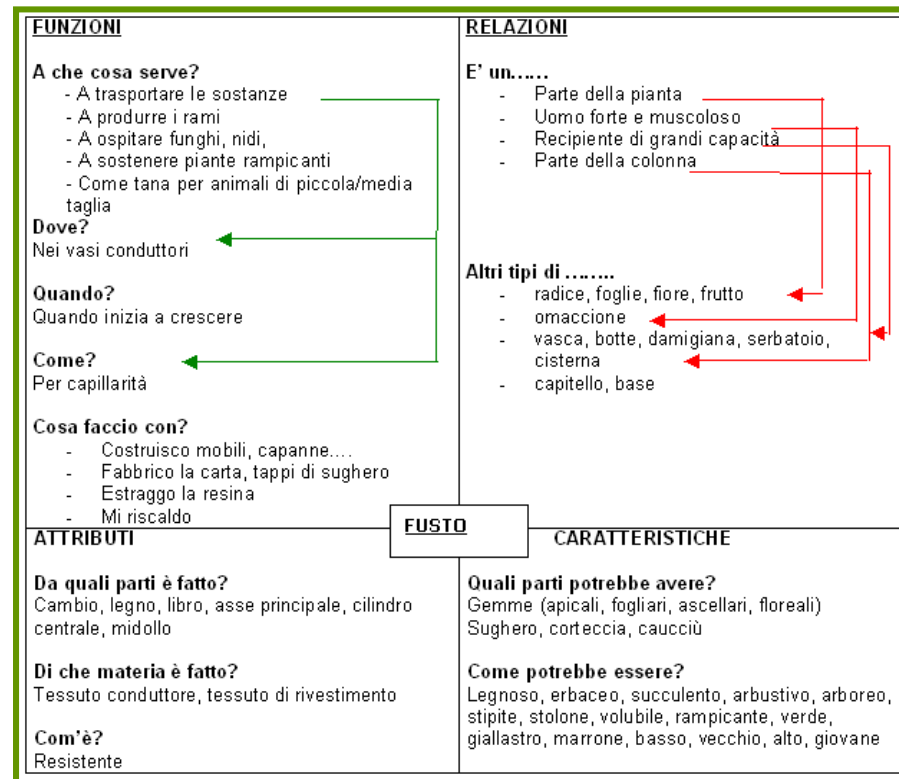 FUNZIONI
A che cosa serve?
- A trasportare le sostanze
- A produrre i rami
- A ospitare funghi, nidi,
- A sostenere piante rampicanti
- Come tana per animali di piccola/media
taglia
Dove?
Nei vasi conduttori
Quando?
Quando inizia a crescere
Come?
Per capillarità
Cosa faccio con?
- Costruisco mobili, capanne....
- Fabbrico la carta, tappi di sughero
- Estraggo la resina
- Mi riscaldo
RELAZIONI
E' un......
- Parte della pianta
- Uomo forte e muscoloso
- Recipiente di grandi capacità
- Parte della colonna
Altri tipi di ........
- radice, foglie, fiore, frutto
- omaccione
- vasca, botte, damigiana, serbatoio,
cisterna
- capitello, base
FUSTO
ATTRIBUTI
Da quali parti è fatto?
Cambio, legno, libro, asse principale, cilindro
centrale, midollo
Di che materia è fatto?
Tessuto conduttore, tessuto di rivestimento
Com'è?
Resistente
CARATTERISTICHE
Quali parti potrebbe avere?
Gemme (apicali, fogliari, ascellari, floreali)
Sughero, corteccia, caucciù
Come potrebbe essere?
Legnoso, erbaceo, succulento, arbustivo, arboreo,
stipite, stolone, volubile, rampicante, verde,
giallastro, marrone, basso, vecchio, alto, giovane